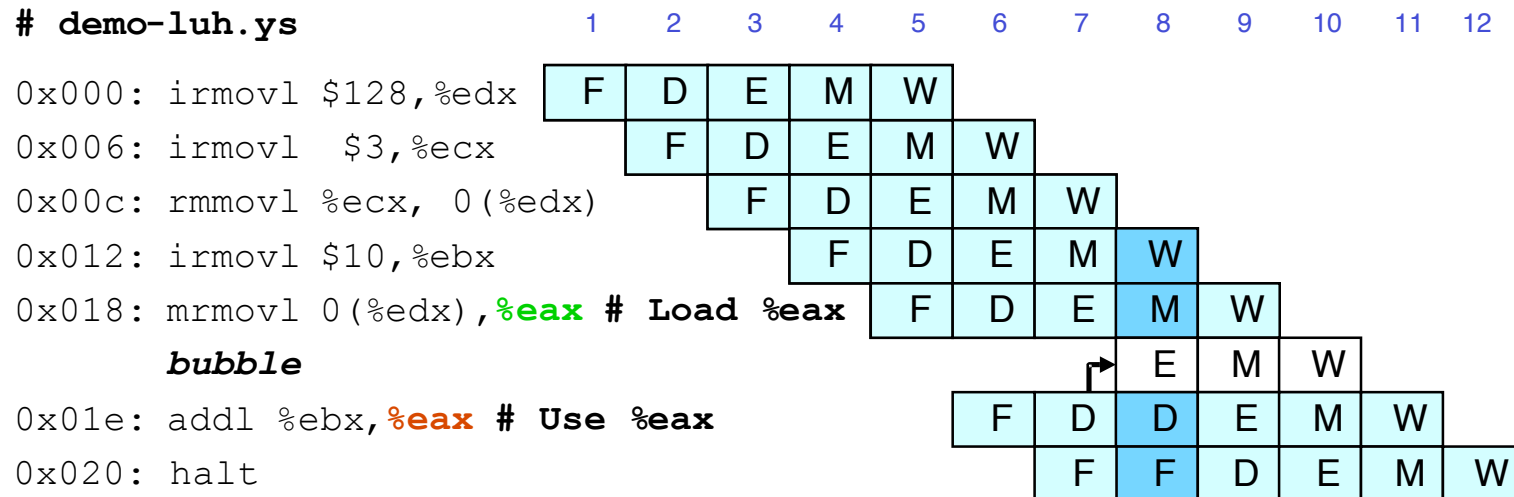 # demo-luh.ys 1 2 3 4 5 6 7 8 9 10 11 12
0x000: irmovl $128,%edx F D E M W
0x006: irmovl  $3,%ecx F D E M W
0x00c: rmmovl %ecx, 0(%edx) F D E M W
0x012: irmovl $10,%ebx F D E M W
0x018: mrmovl 0(%edx),%eax # Load %eax F D E M W
bubble E M W
0x01e: addl %ebx,%eax # Use %eax F D D E M W
0x020: halt F F D E M W